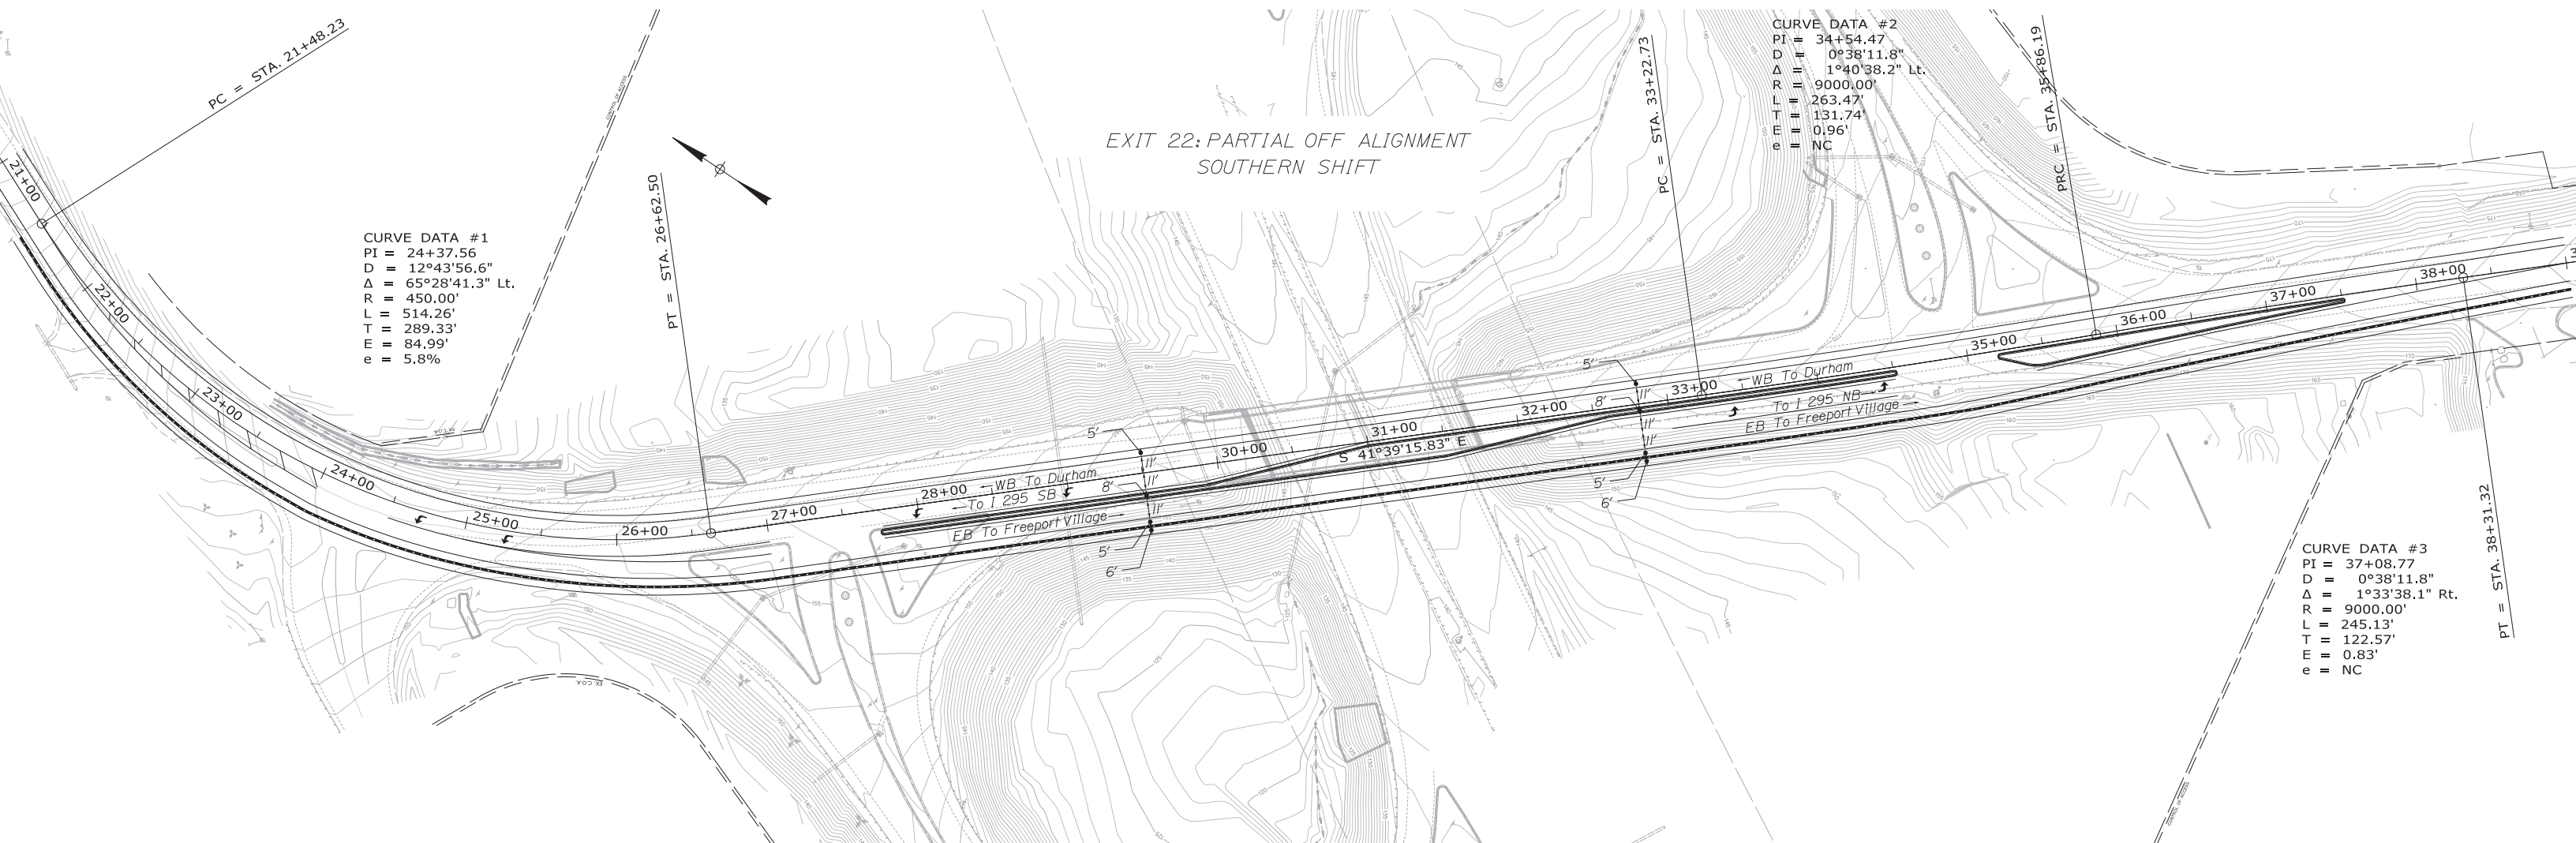 PC = STA. 21+48.23
CURVE DATA #1
PI = 24+37.56
D = 12°43'56.6"
Δ = 65°28'41.3" Lt.
R = 450.00'
L = 514.26'
T = 289.33'
E = 84.99'
e = 5.8%
PT = STA. 26+62.50
EXIT 22: PARTIAL OFF ALIGNMENT
SOUTHERN SHIFT
PC = STA. 33+22.73
CURVE DATA #2
PI = 34+54.47
D = 0°38'11.8"
Δ = 1°40'38.2" Lt.
R = 9000.00'
L = 263.47'
T = 131.74'
E = 0.96'
e = NC
PRC = STA. 35+86.19
21+00
22+00
23+00
24+00
25+00
26+00
27+00
28+00
30+00
31+00
32+00
33+00
35+00
36+00
37+00
38+00
WB To Durham
To I 295 SB
EB To Freeport Village
5'
11'
11'
8'
11'
5'
6'
S 41°39'15.83" E
5'
11'
8'
11'
11'
5'
6'
WB To Durham
To I 295 NB
EB To Freeport Village
CURVE DATA #3
PI = 37+08.77
D = 0°38'11.8"
Δ = 1°33'38.1" Rt.
R = 9000.00'
L = 245.13'
T = 122.57'
E = 0.83'
e = NC
PT = STA. 38+31.32
CONTROL OF ACCESS
EX. C.O.A.
EX. C.O.A.
CONTROL OF ACCESS